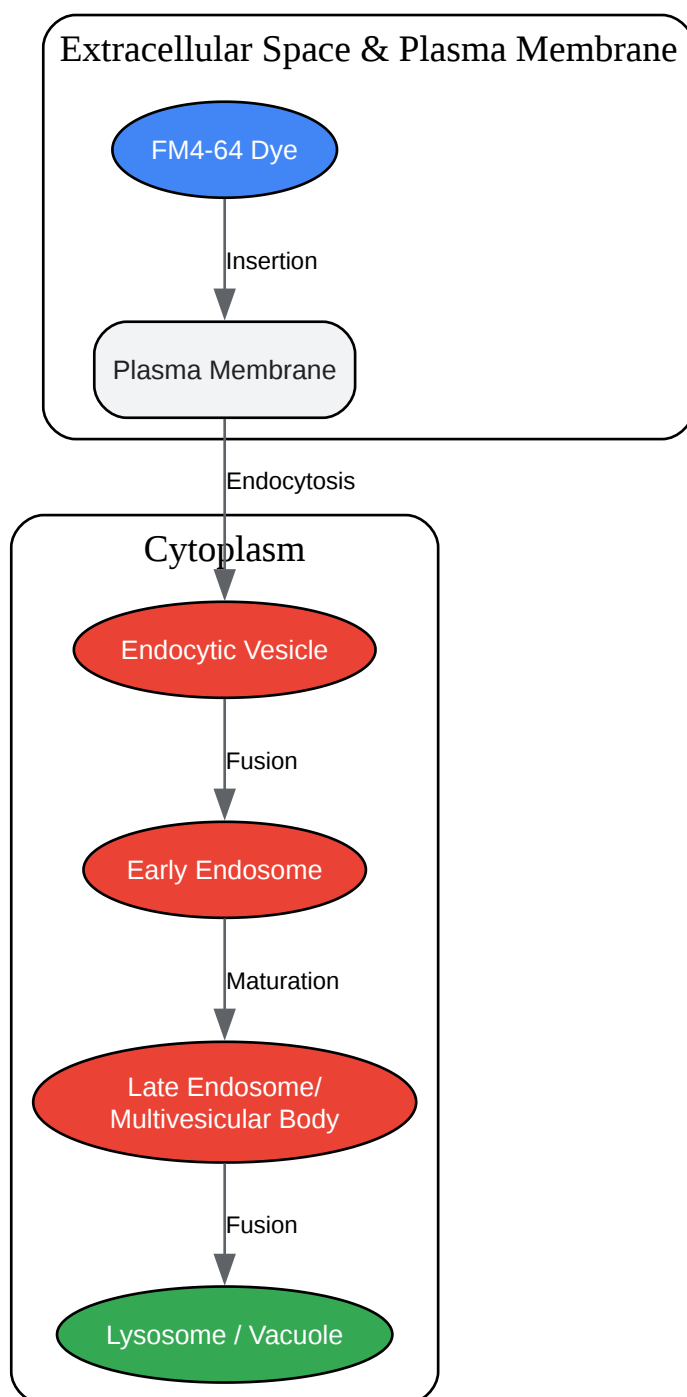 Extracellular Space & Plasma Membrane
FM4-64 Dye
Insertion
Plasma Membrane
Endocytosis
Cytoplasm
Endocytic Vesicle
Fusion
Early Endosome
Maturation
Late Endosome/
Multivesicular Body
Fusion
Lysosome / Vacuole